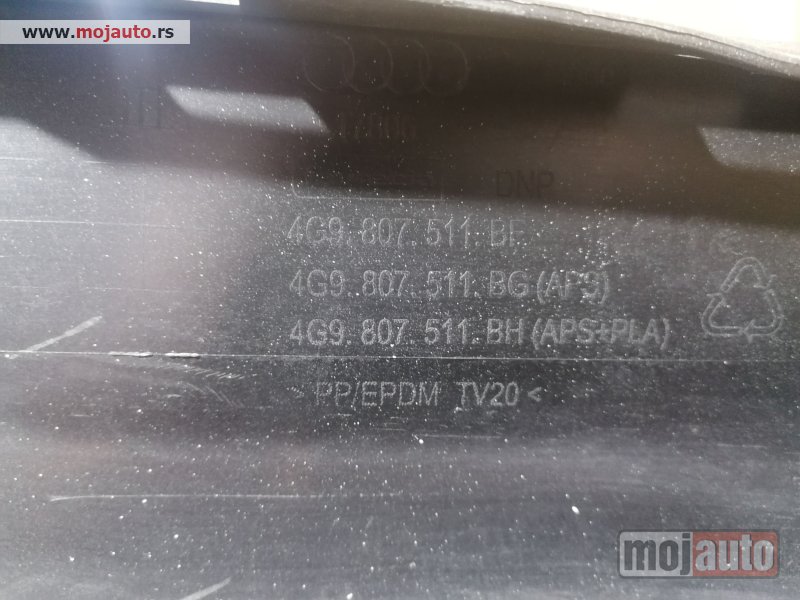 www.mojauto.rs
DNP
4G9. 807. 511. BF
4G9. 807. 511. BG (APS)
4G9. 807. 511. BH (APS+PLA)
> PP/EPDM TV20 <
mojauto